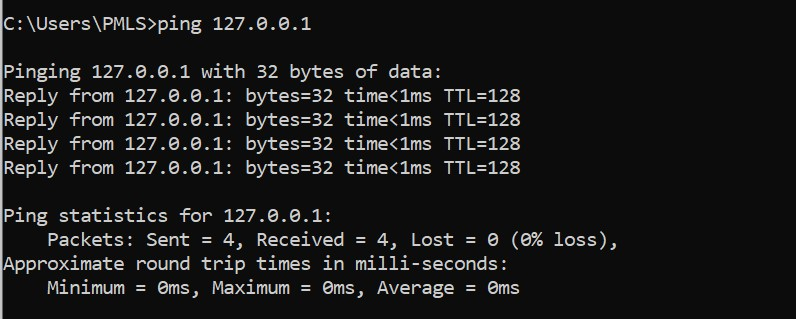 C:\Users\PMLS>ping 127.0.0.1
Pinging 127.0.0.1 with 32 bytes of data:
Reply from 127.0.0.1: bytes=32 time<1ms TTL=128
Reply from 127.0.0.1: bytes=32 time<1ms TTL=128
Reply from 127.0.0.1: bytes=32 time<1ms TTL=128
Reply from 127.0.0.1: bytes=32 time<1ms TTL=128
Ping statistics for 127.0.0.1:
Packets: Sent = 4, Received = 4, Lost = 0 (0% loss),
Approximate round trip times in milli-seconds:
Minimum = 0ms, Maximum = 0ms, Average = 0ms